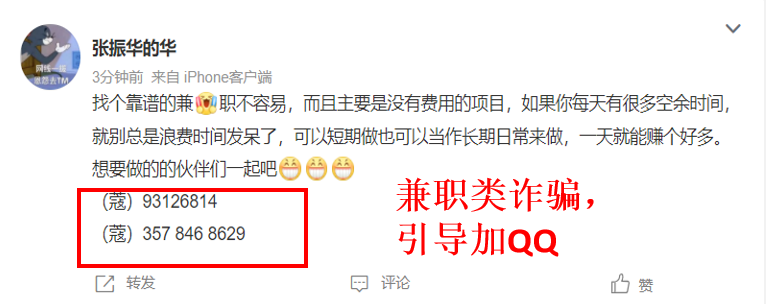 张振华的华
3分钟前 来自 iPhone客户端
找个靠谱的兼职不容易，而且主要是没有费用的项目，如果你每天有很多空余时间，
就别总是浪费时间发呆了，可以短期做也可以当作长期日常来做，一天就能赚个好多。
想要做的的伙伴们一起吧
（蔻）93126814
（蔻）357 846 8629
兼职类诈骗，
引导加QQ
转发 评论 赞